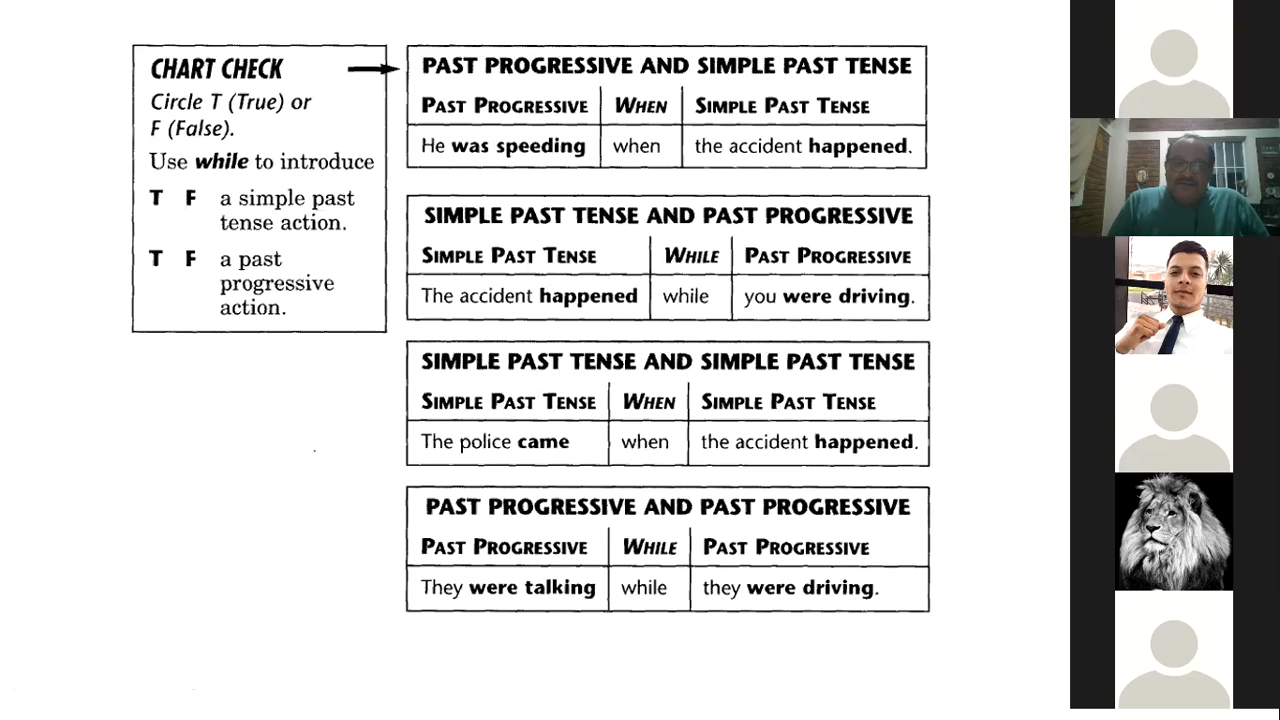 CHART CHECK
Circle T (True) or
F (False).
Use while to introduce
T F a simple past
tense action.
T F a past
progressive
action.
PAST PROGRESSIVE AND SIMPLE PAST TENSE
PAST PROGRESSIVE WHEN SIMPLE PAST TENSE
He was speeding when the accident happened.
SIMPLE PAST TENSE AND PAST PROGRESSIVE
SIMPLE PAST TENSE WHILE PAST PROGRESSIVE
The accident happened while you were driving.
SIMPLE PAST TENSE AND SIMPLE PAST TENSE
SIMPLE PAST TENSE WHEN SIMPLE PAST TENSE
The police came when the accident happened.
PAST PROGRESSIVE AND PAST PROGRESSIVE
PAST PROGRESSIVE WHILE PAST PROGRESSIVE
They were talking while they were driving.